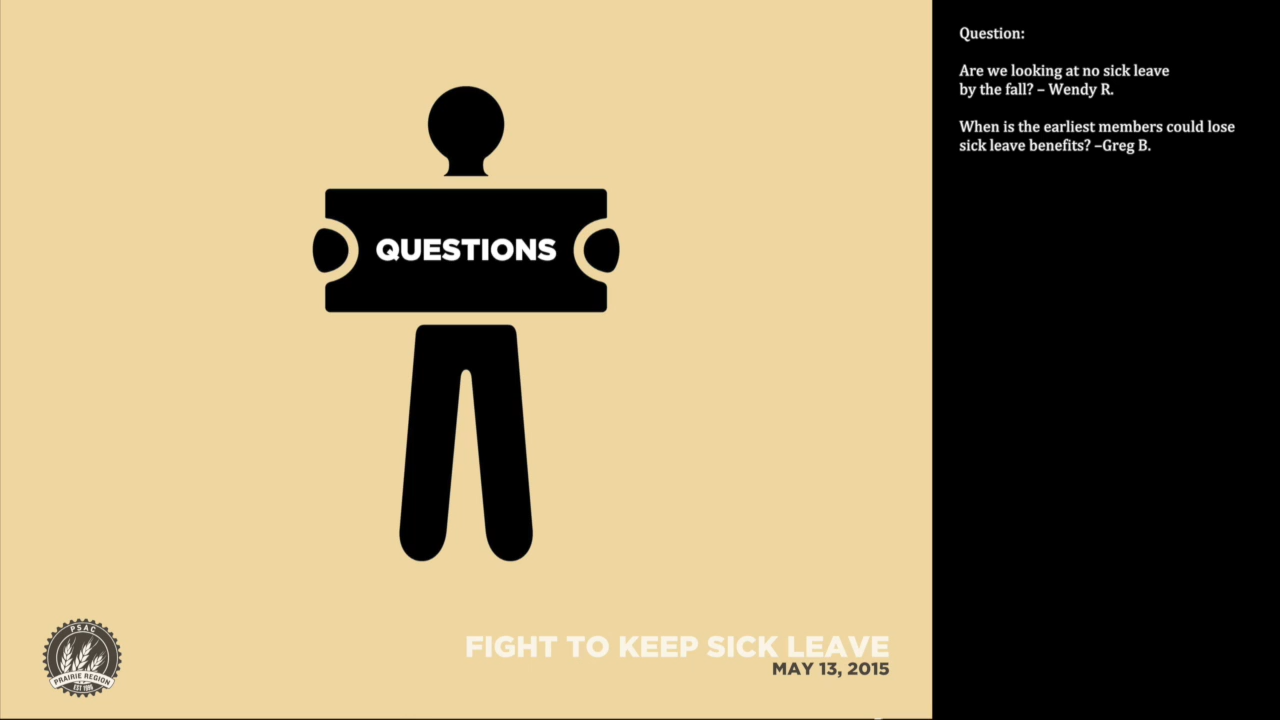 QUESTIONS
FIGHT TO KEEP SICK LEAVE
MAY 13, 2015
PSAC
PRAIRIE REGION
Question:
Are we looking at no sick leave
by the fall? – Wendy R.
When is the earliest members could lose
sick leave benefits? –Greg B.